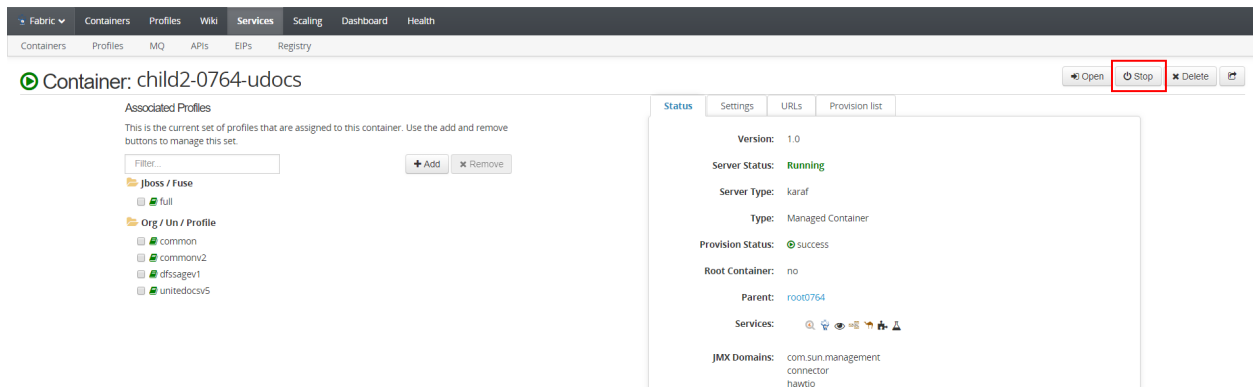 Fabric Containers Profiles Wiki Services Scaling Dashboard Health
Containers Profiles MQ APIs EIPs Registry
Container: child2-0764-udocs
Open Stop Delete
Associated Profiles
This is the current set of profiles that are assigned to this container. Use the add and remove
buttons to manage this set.
Filter...
Add Remove
Jboss / Fuse
full
Org / Un / Profile
common
commonv2
dfssagev1
unitedocsv5
Status Settings URLs Provision list
Version: 1.0
Server Status: Running
Server Type: karaf
Type: Managed Container
Provision Status: success
Root Container: no
Parent: root0764
Services:
JMX Domains: com.sun.management
connector
hawtio